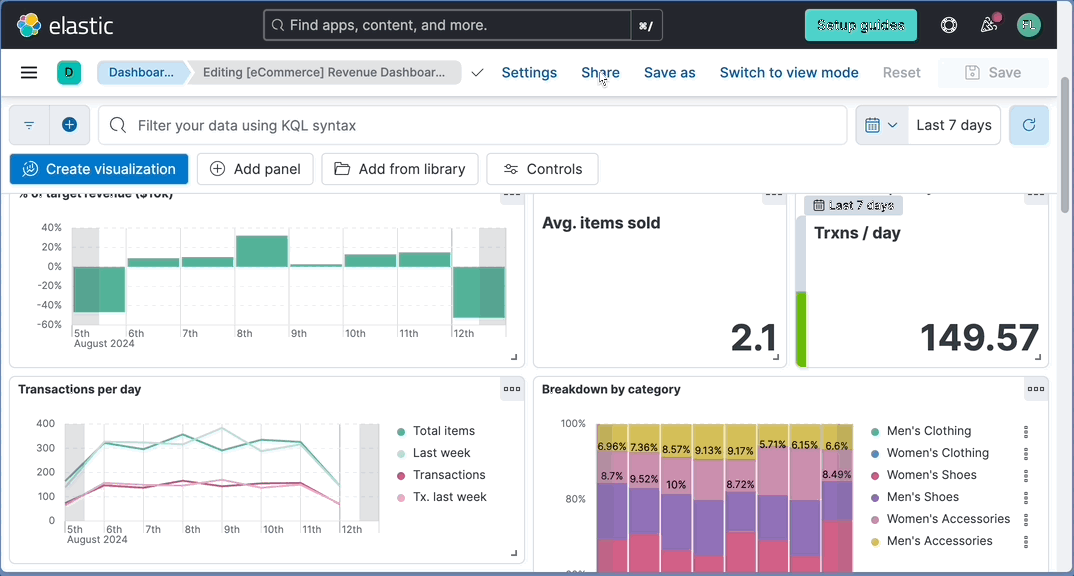 elastic
Find apps, content, and more.
⌘/
Setup guides
FL
D
Dashboar...
Editing [eCommerce] Revenue Dashboar...
Settings
Share
Save as
Switch to view mode
Reset
Save
Filter your data using KQL syntax
Last 7 days
Create visualization
Add panel
Add from library
Controls
% of target revenue ($10k)
40%
20%
0%
-20%
-40%
-60%
5th 6th 7th 8th 9th 10th 11th 12th
August 2024
Avg. items sold
2.1
Last 7 days
Trxns / day
149.57
Transactions per day
400
300
200
100
0
5th 6th 7th 8th 9th 10th 11th 12th
August 2024
Total items
Last week
Transactions
Tx. last week
Breakdown by category
100%
80%
6.96% 7.36% 8.57% 9.13% 9.17% 5.71% 6.15% 6.6%
8.7% 9.52% 10% 8.72% 8.49%
Men's Clothing
Women's Clothing
Women's Shoes
Men's Shoes
Women's Accessories
Men's Accessories